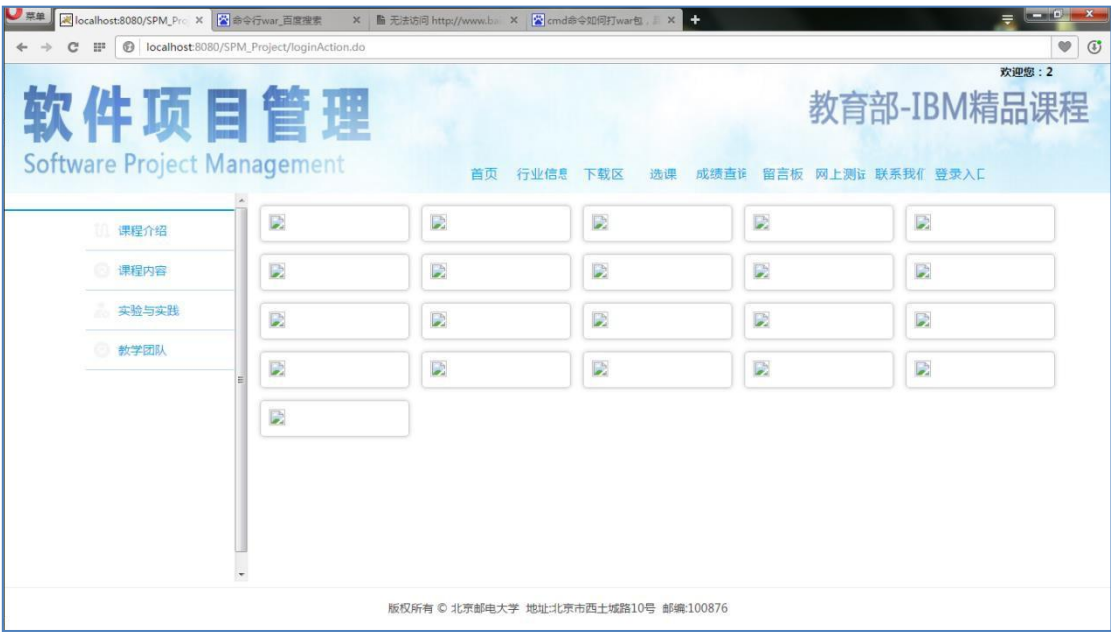 菜单
localhost:8080/SPM_Pro
命令行war_百度搜索
无法访问 http://www.bai
cmd命令如何打war包，
localhost:8080/SPM_Project/loginAction.do
欢迎您：2
软件项目管理
教育部-IBM精品课程
Software Project Management
首页 行业信息 下载区 选课 成绩查询 留言板 网上测试 联系我们 登录入口
课程介绍
课程内容
实验与实践
教学团队
版权所有 © 北京邮电大学 地址:北京市西土城路10号 邮编:100876